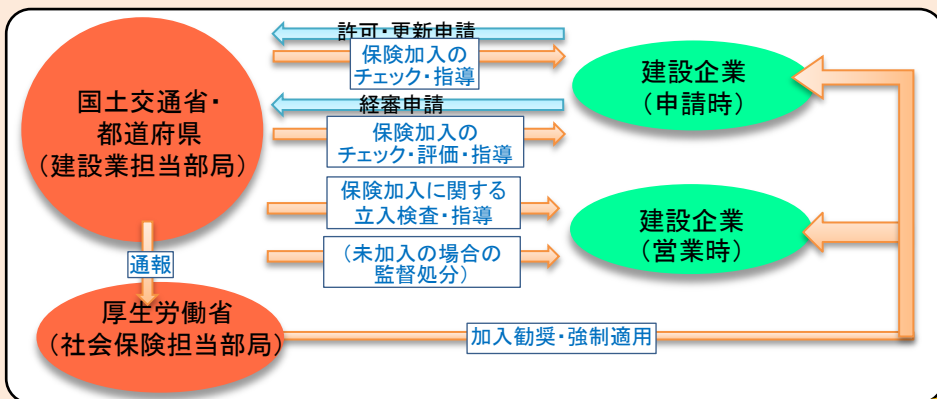 許可・更新申請
保険加入の
チェック・指導
国土交通省・
都道府県
(建設業担当部局)
建設企業
(申請時)
経審申請
保険加入の
チェック・評価・指導
保険加入に関する
立入検査・指導
建設企業
(営業時)
(未加入の場合の
監督処分)
通報
厚生労働省
(社会保険担当部局)
加入勧奨・強制適用